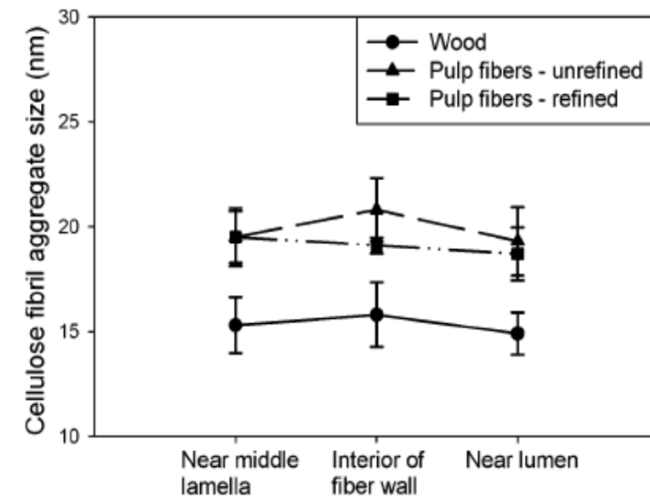 Cellulose fibril aggregate size (nm)
30
25
20
15
10
Wood
Pulp fibers - unrefined
Pulp fibers - refined
Near middle
lamella
Interior of
fiber wall
Near lumen